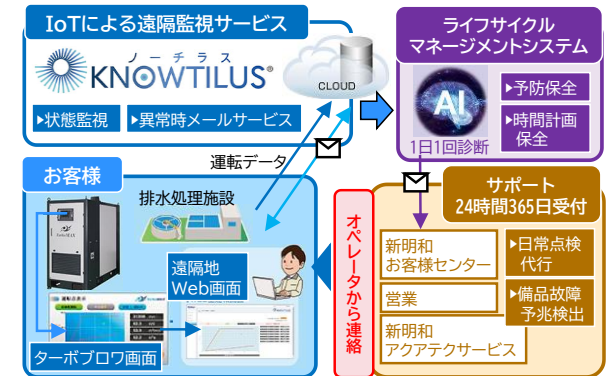 IoTによる遠隔監視サービス
ノーチラス
KNOWTILUS®
CLOUD
▶状態監視
▶異常時メールサービス
ライフサイクル
マネージメントシステム
AI
1日1回診断
▶予防保全
▶時間計画
保全
運転データ
お客様
排水処理施設
遠隔地
Web画面
ターボブロワ画面
オペレータから連絡
サポート
24時間365日受付
新明和
お客様センター
営業
新明和
アクアテクサービス
▶日常点検
代行
▶備品故障
予兆検出